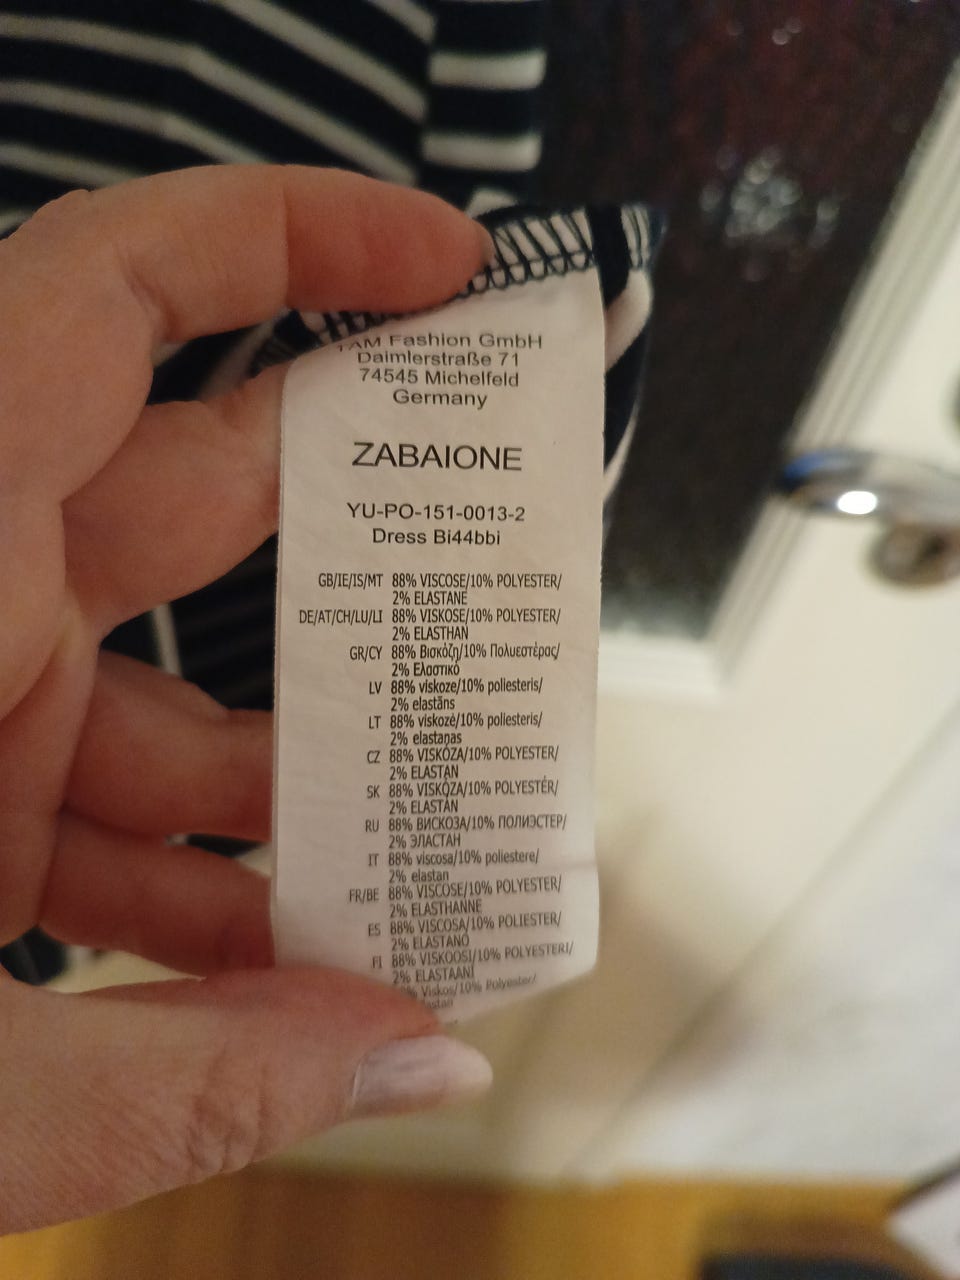 Fashion GmbH
Daimlerstraße 71
74545 Michelfeld
Germany
ZABAIONE
YU-PO-151-0013-2
Dress Bi44bbi
GB/IE/IS/MT 88% VISCOSE/10% POLYESTER/
2% ELASTANE
DE/AT/CH/LU/LI 88% VISKOSE/10% POLYESTER/
2% ELASTHAN
GR/CY 88% Βισκόζη/10% Πολυεστέρας/
2% Ελαστικό
LV 88% viskoze/10% poliesteris/
2% elastāns
LT 88% viskozė/10% poliesteris/
2% elastaņas
CZ 88% VISKÓZA/10% POLYESTER/
2% ELASTAN
SK 88% VISKÓZA/10% POLYESTÉR/
2% ELASTÁN
RU 88% ВИСКОЗА/10% ПОЛИЭСТЕР/
2% ЭЛАСТАН
IT 88% viscosa/10% poliestere/
2% elastan
FR/BE 88% VISCOSE/10% POLYESTER/
2% ELASTHANNE
ES 88% VISCOSA/10% POLIESTER/
2% ELASTANO
FI 88% VISKOOSI/10% POLYESTERI/
2% ELASTAANI
Viskos/10% Polyester/